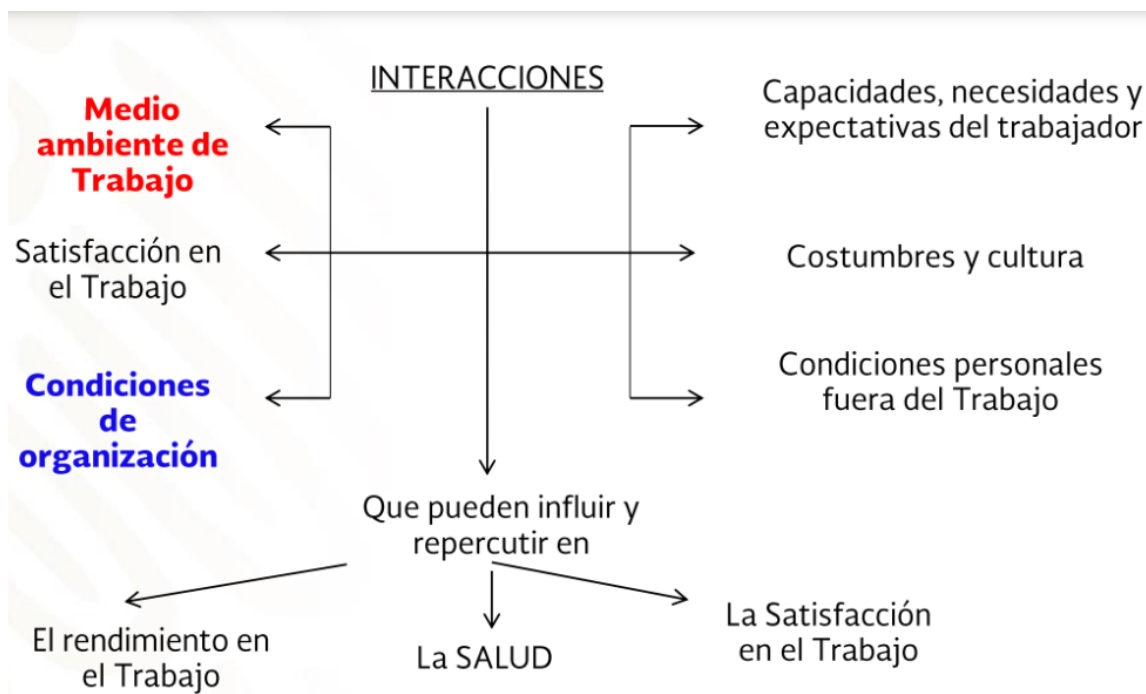 INTERACCIONES
Medio
ambiente de
Trabajo
Capacidades, necesidades y
expectativas del trabajador
Satisfacción en
el Trabajo
Costumbres y cultura
Condiciones
de
organización
Condiciones personales
fuera del Trabajo
Que pueden influir y
repercutir en
El rendimiento en
el Trabajo
La SALUD
La Satisfacción
en el Trabajo